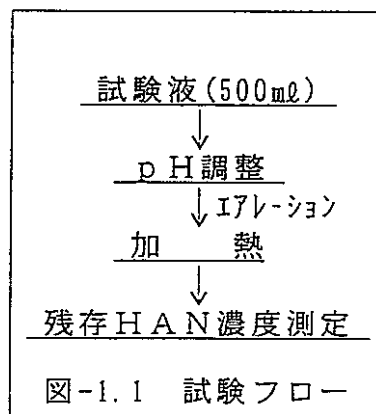 試験液(500mℓ)
↓
pH調整
↓ エアレーション
加 熱
↓
残存HAN濃度測定
図-1.1 試験フロー